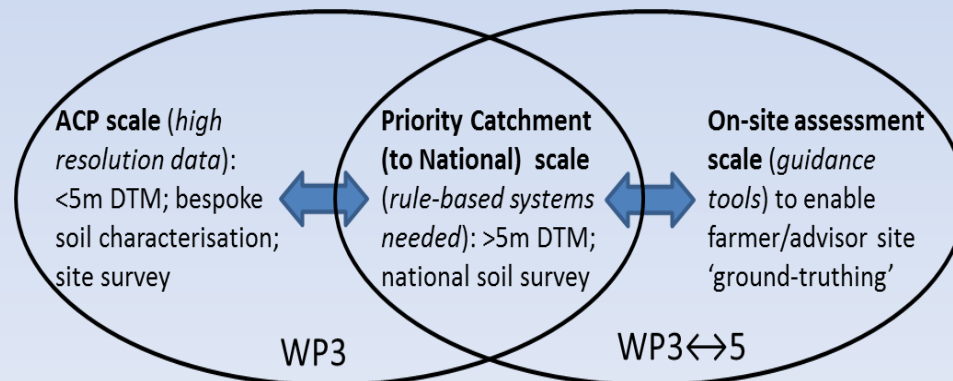 ACP scale (high
resolution data):
<5m DTM; bespoke
soil characterisation;
site survey
Priority Catchment
(to National) scale
(rule-based systems
needed): >5m DTM;
national soil survey
On-site assessment
scale (guidance
tools) to enable
farmer/advisor site
‘ground-truthing’
WP3
WP3↔5